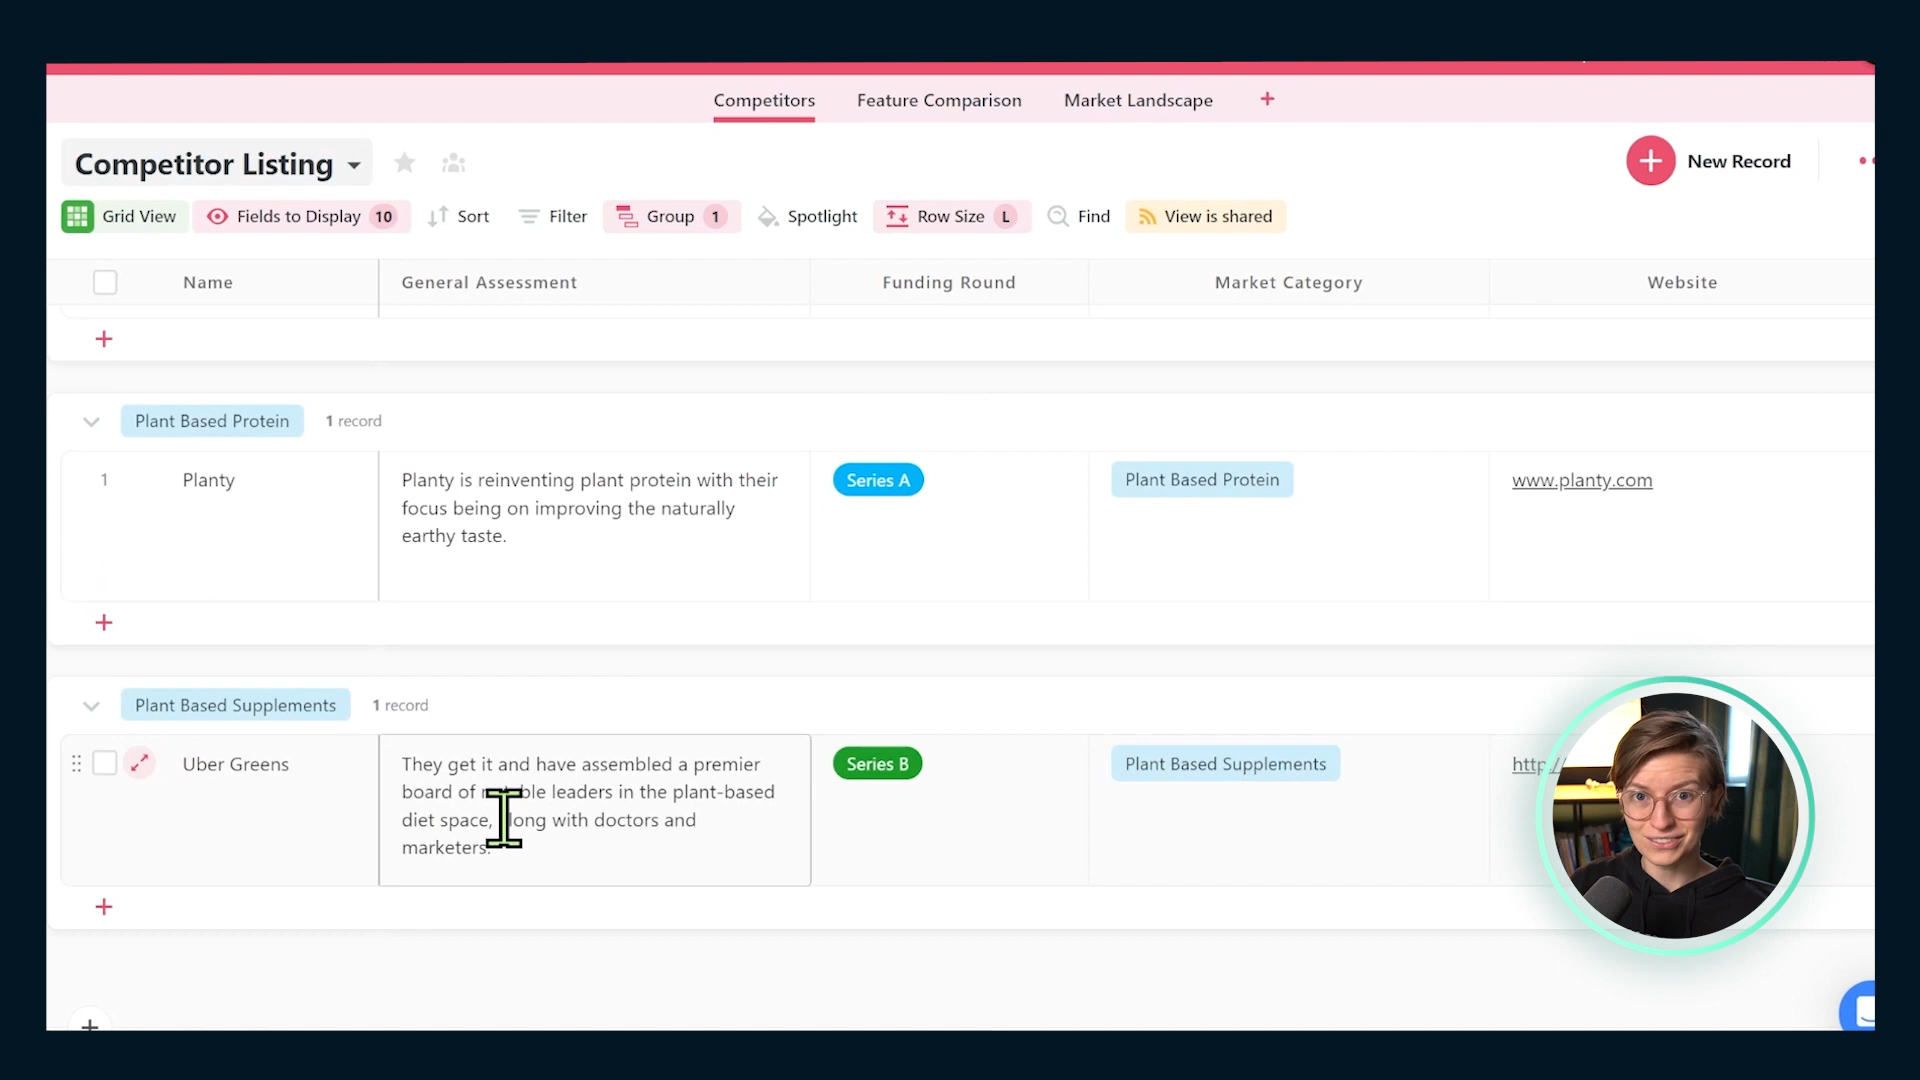 Competitors Feature Comparison Market Landscape +
Competitor Listing
New Record
Grid View Fields to Display 10 Sort Filter Group 1 Spotlight Row Size L Find View is shared
Name General Assessment Funding Round Market Category Website
+
Plant Based Protein 1 record
1 Planty Planty is reinventing plant protein with their Series A Plant Based Protein www.planty.com
focus being on improving the naturally
earthy taste.
+
Plant Based Supplements 1 record
Uber Greens They get it and have assembled a premier Series B Plant Based Supplements http:/
board of leaders in the plant-based
diet space, along with doctors and
marketers.
+
+